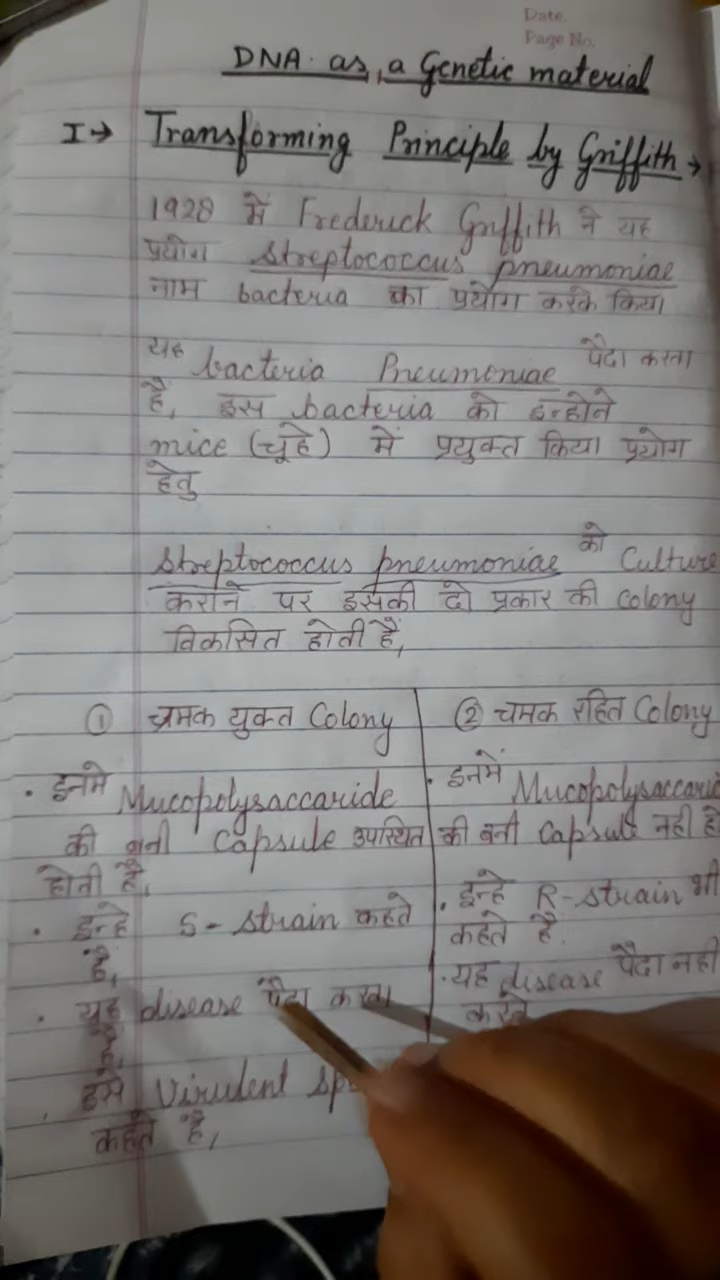 Date.
Page No.
DNA as a Genetic material
I→ Transforming Principle by Griffith →
1928 में Frederick Griffith ने यह
प्रयोग Streptococcus pneumoniae
नाम bacteria का प्रयोग करके किया
यह bacteria Pneumoniae पैदा करता
है, इस bacteria को इन्होने
mice (चूहे) में प्रयुक्त किया प्रयोग
हेतु
Streptococcus pneumoniae को Culture
कराने पर इसकी दो प्रकार की colony
विकसित होती है,
① चमक युक्त Colony
• इनमे Mucopolysaccaride
की बनी Capsule उपस्थित
होती है,
• इन्हे S-strain कहते
है,
• यह disease पैदा करता
है,
इसे Virulent
कहते है,
② चमक रहित Colony
• इनमें
की बनी Capsule नही
• इन्हे R-strain भी
कहते है.
• यह disease पैदा नही
करते